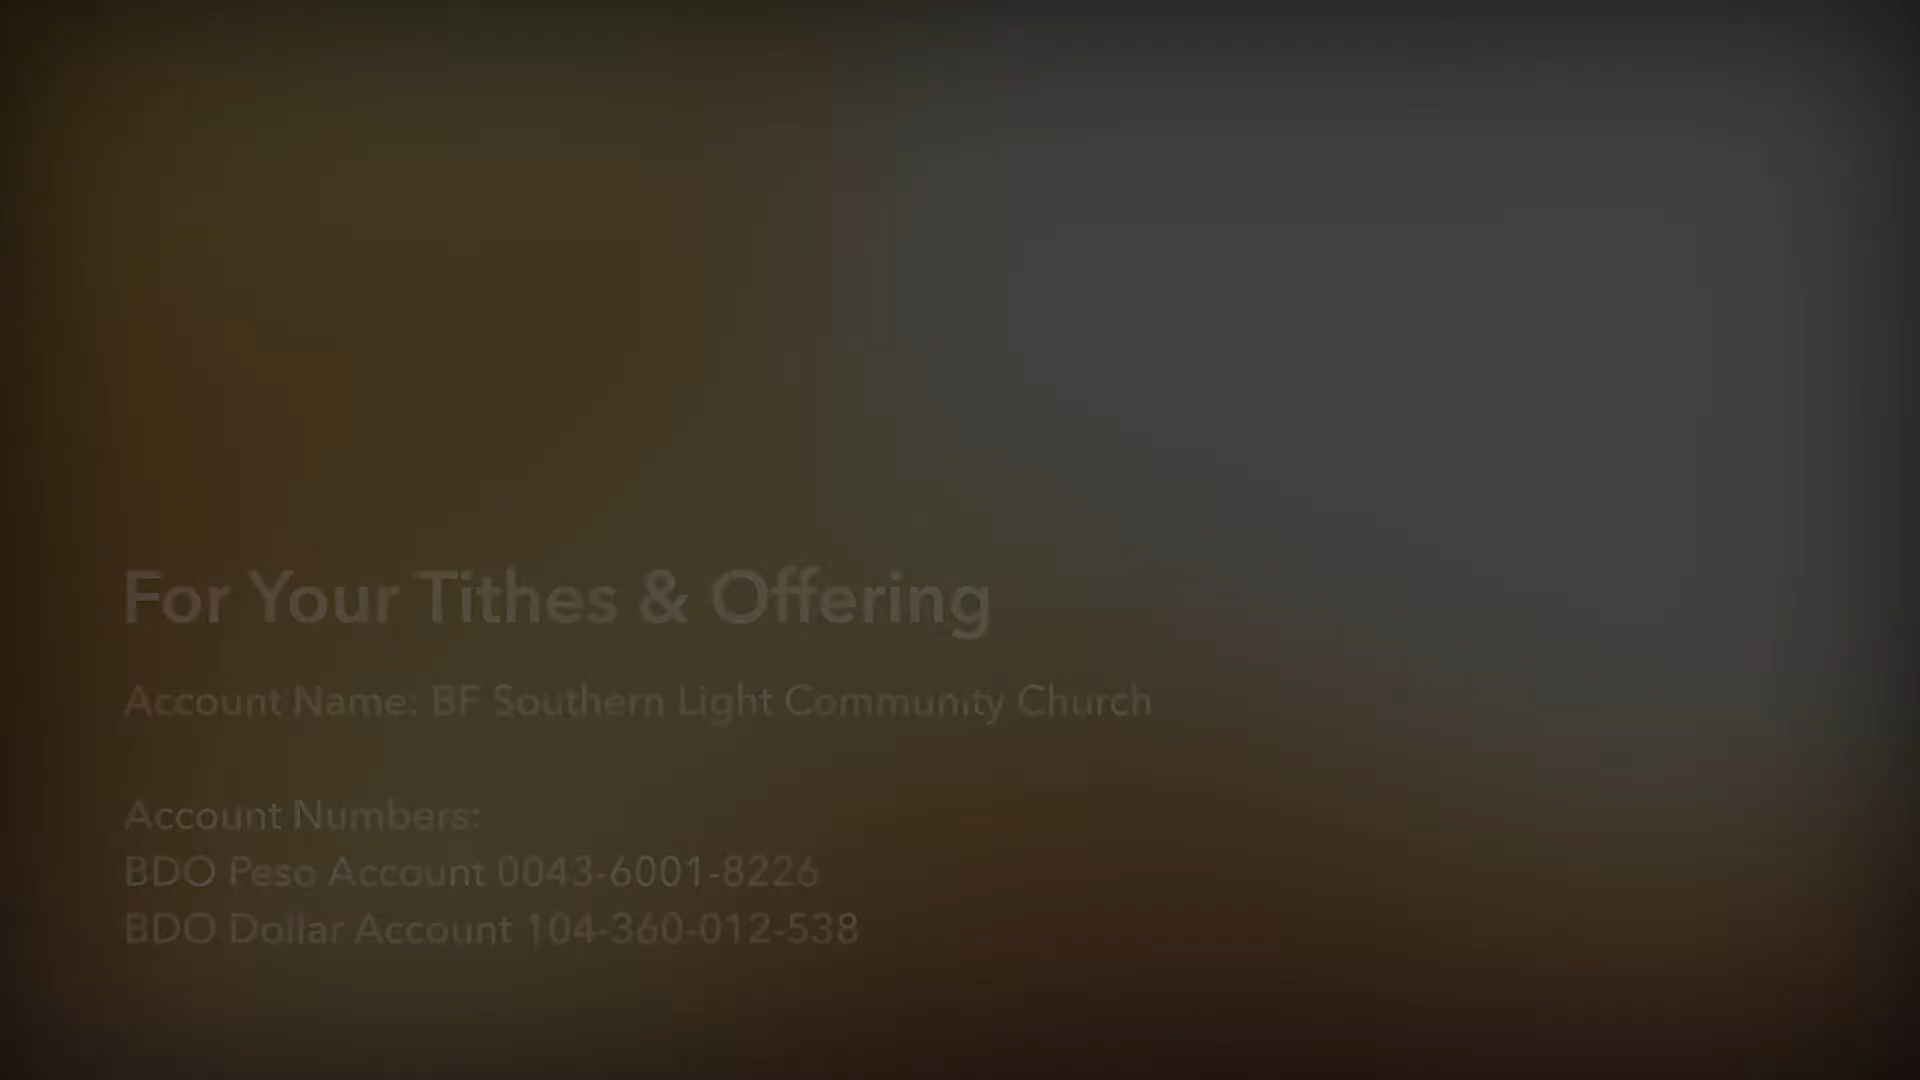 For Your Tithes & Offering
Account Name: BF Southern Light Community Church
Account Numbers:
BDO Peso Account 0043-6001-8226
BDO Dollar Account 104-360-012-538